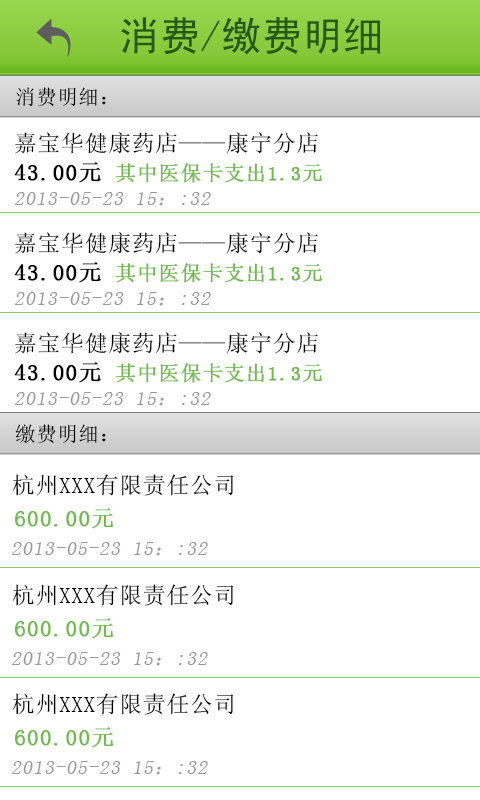 消费/缴费明细
消费明细：
嘉宝华健康药店——康宁分店
43.00元 其中医保卡支出1.3元
2013-05-23 15：:32
嘉宝华健康药店——康宁分店
43.00元 其中医保卡支出1.3元
2013-05-23 15：:32
嘉宝华健康药店——康宁分店
43.00元 其中医保卡支出1.3元
2013-05-23 15：:32
缴费明细：
杭州XXX有限责任公司
600.00元
2013-05-23 15：:32
杭州XXX有限责任公司
600.00元
2013-05-23 15：:32
杭州XXX有限责任公司
600.00元
2013-05-23 15：:32